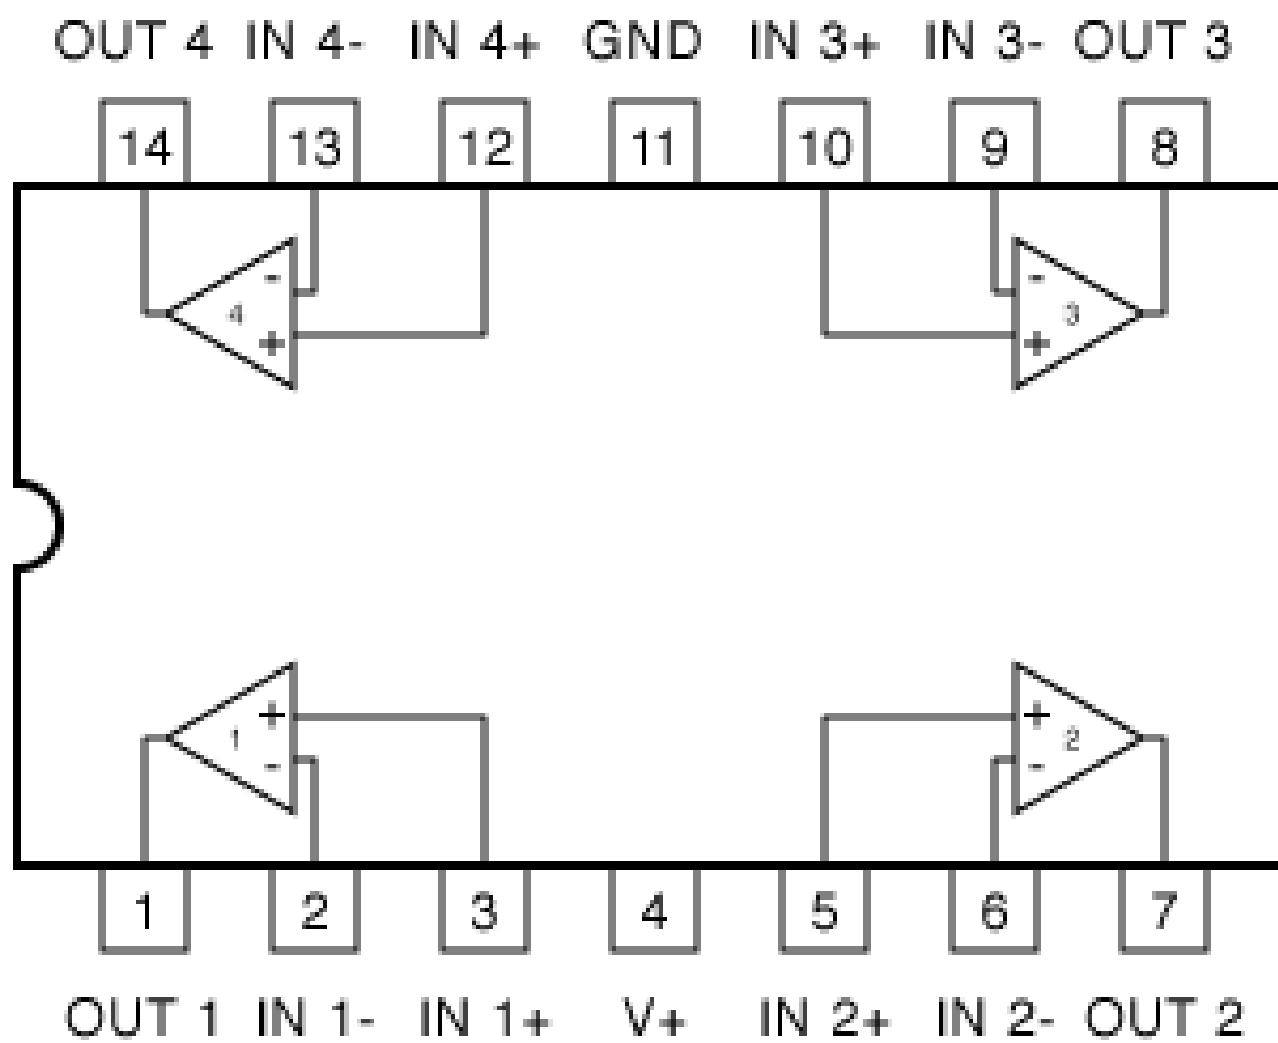 OUT 4 IN 4- IN 4+ GND IN 3+ IN 3- OUT 3
14 13 12 11 10 9 8
- -
4 3
+ +
+ +
1 2
- -
1 2 3 4 5 6 7
OUT 1 IN 1- IN 1+ V+ IN 2+ IN 2- OUT 2